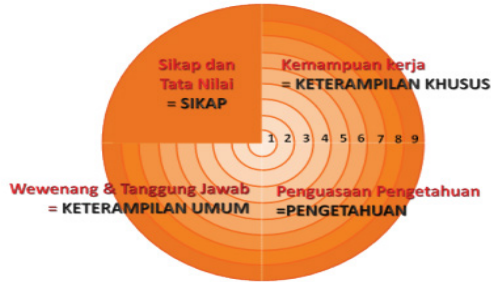 Sikap dan
Tata Nilai
= SIKAP
Kemampuan kerja
= KETERAMPILAN KHUSUS
1 2 3 4 5 6 7 8 9
Wewenang & Tanggung Jawab
= KETERAMPILAN UMUM
Penguasaan Pengetahuan
=PENGETAHUAN